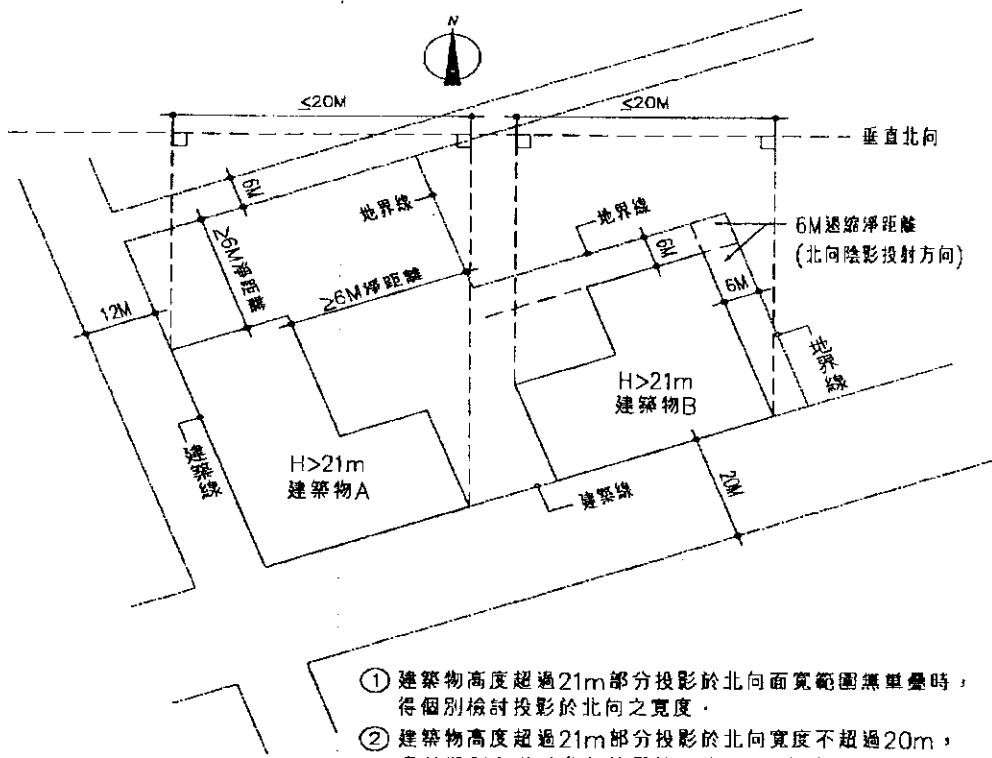 N
≤20M
≤20M
垂直北向
6M
地界線
地界線
6M退縮淨距離
(北向陰影投射方向)
≥6M淨距離
≥6M淨距離
6M
6M
12M
地界線
H>21m
建築物B
建築線
H>21m
建築物A
建築線
20M
① 建築物高度超過21m部分投影於北向面寬範圍無重疊時，
得個別檢討投影於北向之寬度．
② 建築物高度超過21m部分投影於北向寬度不超過20m，